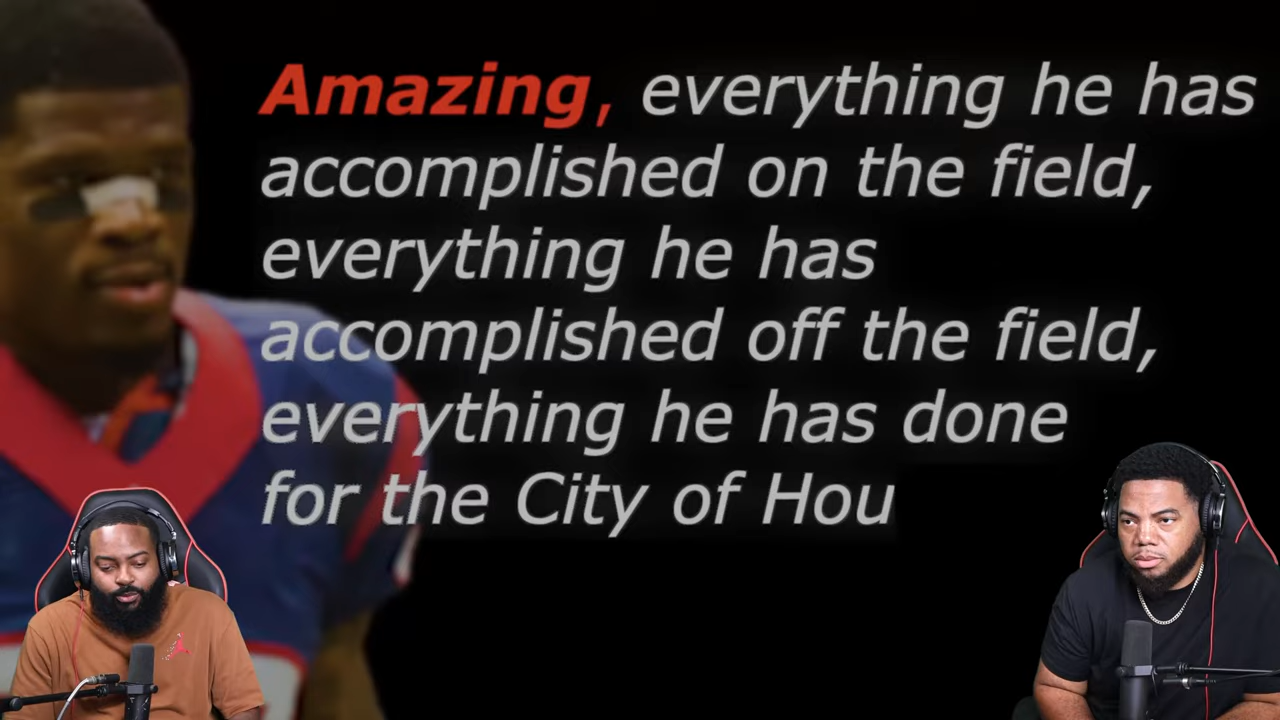 Amazing, everything he has
accomplished on the field,
everything he has
accomplished off the field,
everything he has done
for the City of Hou